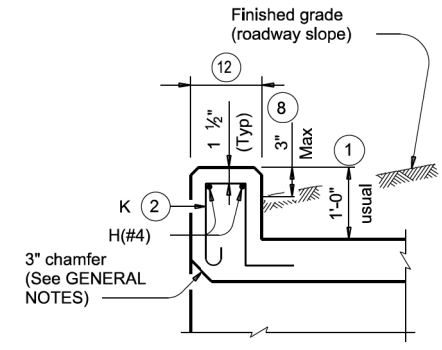 Finished grade
(roadway slope)
12
8
1 ½"
(Typ)
3"
Max
1
1'-0"
usual
K 2
H(#4)
3" chamfer
(See GENERAL
NOTES)